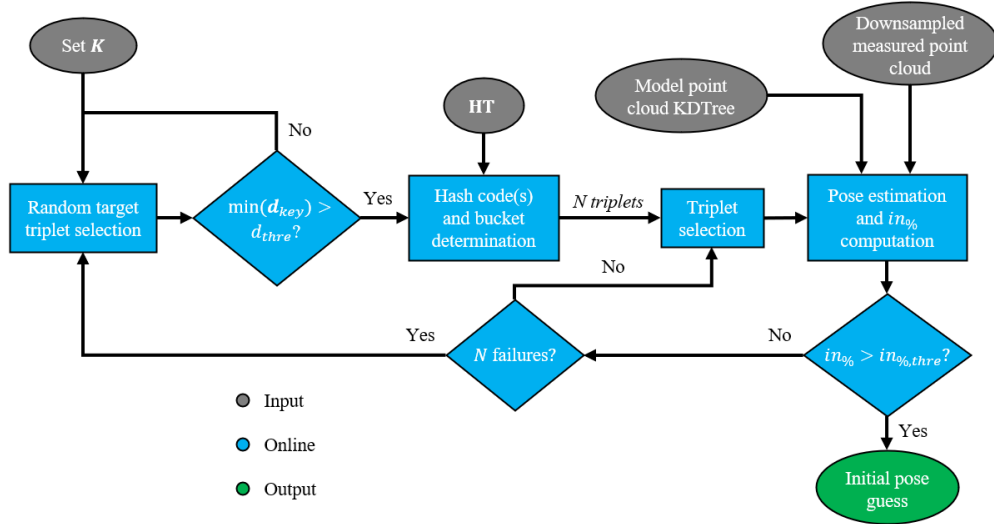 Set K
Downsampled
measured point
cloud
Model point
cloud KDTree
HT
No
Random target
triplet selection
min(d_key) >
d_thre?
Yes
Hash code(s)
and bucket
determination
N triplets
Triplet
selection
Pose estimation
and in_%
computation
No
Yes
N failures?
No
in_% > in_%,thre?
Input
Online
Output
Yes
Initial pose
guess